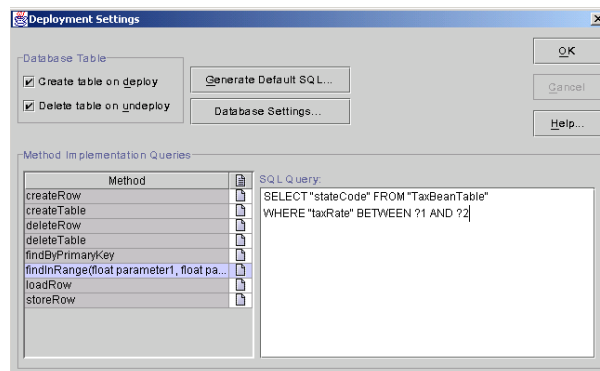 Deployment Settings
Database Table
Create table on deploy
Delete table on undeploy
Generate Default SQL...
Database Settings...
OK
Cancel
Help...
Method Implementation Queries
Method
createRow
createTable
deleteRow
deleteTable
findByPrimaryKey
findInRange(float parameter1, float pa...
loadRow
storeRow
SQL Query:
SELECT "stateCode" FROM "TaxBeanTable"
WHERE "taxRate" BETWEEN ?1 AND ?2